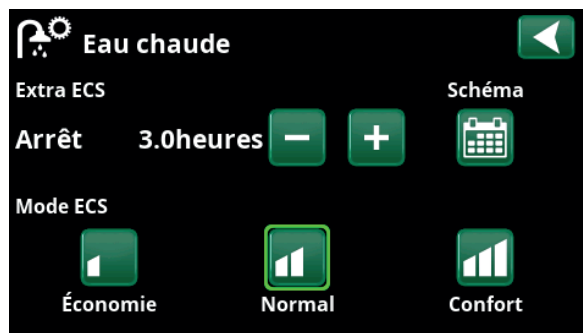 Eau chaude
Extra ECS Schéma
Arrêt 3.0heures
Mode ECS
Économie Normal Confort